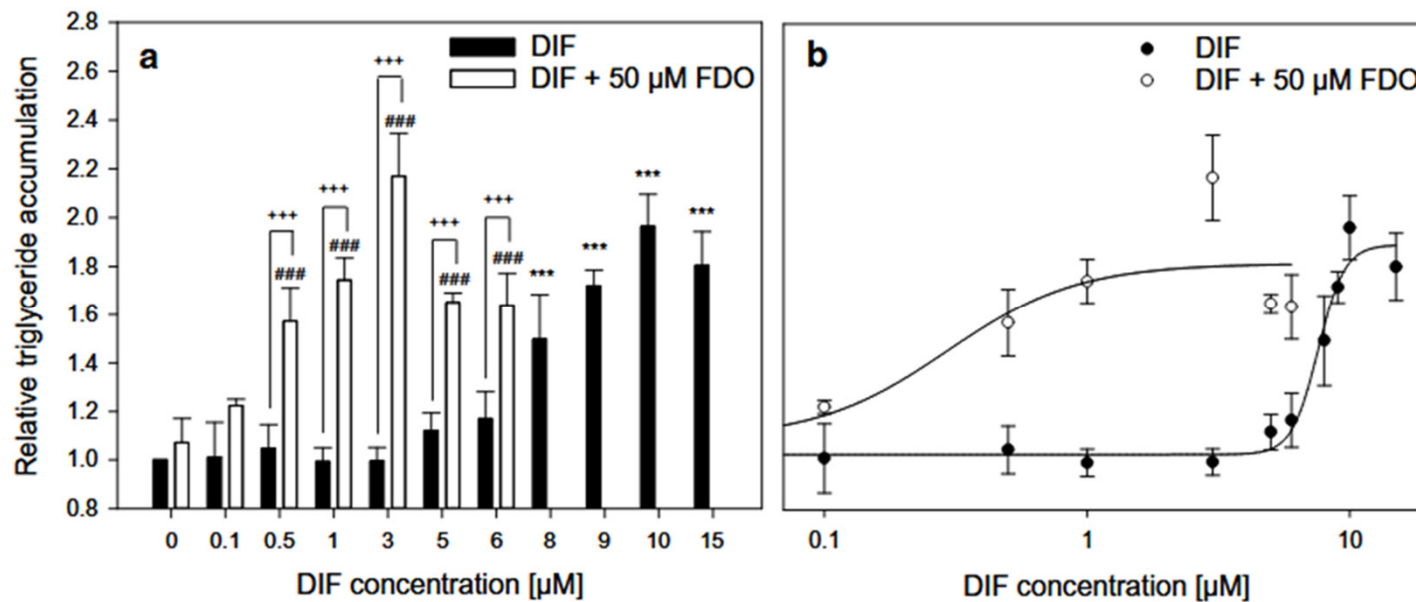 a
DIF
DIF + 50 µM FDO
Relative triglyceride accumulation
2.8
2.6
2.4
2.2
2.0
1.8
1.6
1.4
1.2
1.0
0.8
+++
###
+++
###
+++
###
+++
###
+++
###
***
***
***
***
0 0.1 0.5 1 3 5 6 8 9 10 15
DIF concentration [µM]
b
DIF
DIF + 50 µM FDO
0.1 1 10
DIF concentration [µM]